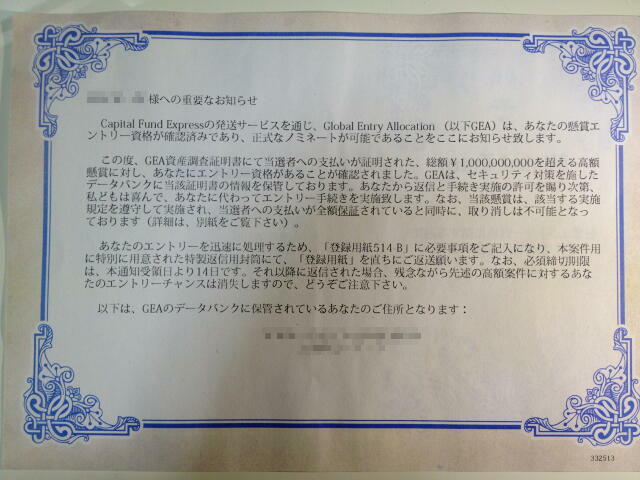 様への重要なお知らせ
Capital Fund Expressの発送サービスを通じ、Global Entry Allocation （以下GEA）は、あなたの懸賞エ
ントリー資格が確認済みであり、正式なノミネートが可能であることをここにお知らせ致します。
この度、GEA資産調査証明書にて当選者への支払いが証明された、総額￥1,000,000,000を超える高額
懸賞に対し、あなたにエントリー資格があることが確認されました。GEAは、セキュリティ対策を施した
データバンクに当該証明書の情報を保管しております。あなたから返信と手続き実施の許可を賜り次第、
私どもは喜んで、あなたに代わってエントリー手続きを実施致します。なお、当該懸賞は、該当する実施
規定を遵守して実施され、当選者への支払いが全額保証されていると同時に、取り消しは不可能となっ
ております（詳細は、別紙をご覧下さい）。
あなたのエントリーを迅速に処理するため、「登録用紙514-B」に必要事項をご記入になり、本案件用
に特別に用意された特製返信用封筒にて、「登録用紙」を直ちにご返送願います。なお、必須締切期限
は、本通知受領日より14日です。それ以降に返信された場合、残念ながら先述の高額案件に対するあな
たのエントリーチャンスは消失しますので、どうぞご注意下さい。
以下は、GEAのデータバンクに保管されているあなたのご住所となります：
332513